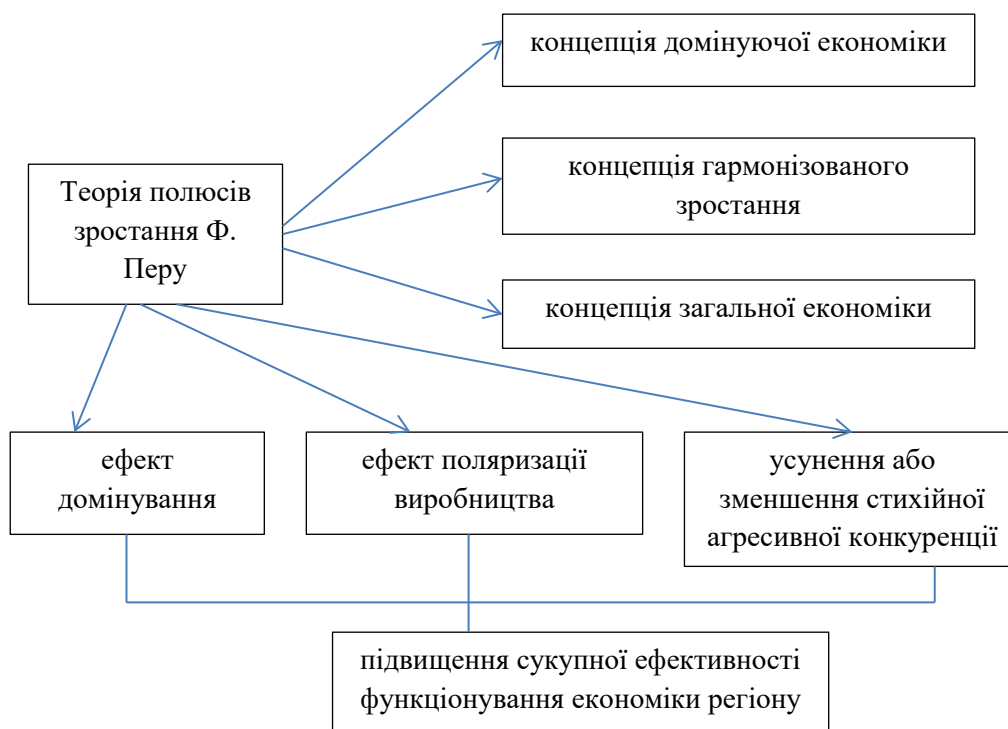 концепція домінуючої економіки
концепція гармонізованого
зростання
Теорія полюсів
зростання Ф.
Перу
концепція загальної економіки
ефект
домінування
ефект поляризації
виробництва
усунення або
зменшення стихійної
агресивної конкуренції
підвищення сукупної ефективності
функціонування економіки регіону